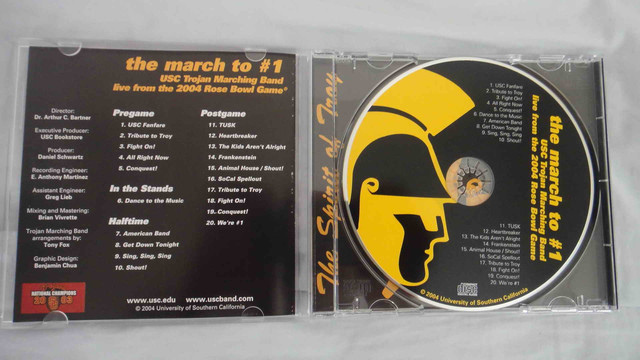 the march to #1
USC Trojan Marching Band
live from the 2004 Rose Bowl Game®
Director:
Dr. Arthur C. Bartner
Executive Producer:
USC Bookstore
Producer:
Daniel Schwartz
Recording Engineer:
E. Anthony Martinez
Assistant Engineer:
Greg Lieb
Mixing and Mastering:
Brian Vivette
Trojan Marching Band
arrangements by:
Tony Fox
Graphic Design:
Benjamin Chua
NATIONAL CHAMPIONS
Pregame
1. USC Fanfare
2. Tribute to Troy
3. Fight On!
4. All Right Now
5. Conquest!
In the Stands
6. Dance to the Music
Halftime
7. American Band
8. Get Down Tonight
9. Sing, Sing, Sing
10. Shout!
Postgame
11. TUSK
12. Heartbreaker
13. The Kids Aren't Alright
14. Frankenstein
15. Animal House / Shout!
16. SoCal Spellout
17. Tribute to Troy
18. Fight On!
19. Conquest!
20. We're #1
www.usc.edu www.uscband.com
© 2004 University of Southern California
The Spirit of Troy
the march to #1
USC Trojan Marching Band
live from the 2004 Rose Bowl Game
1. USC Fanfare
2. Tribute to Troy
3. Fight On!
4. All Right Now
5. Conquest!
6. Dance to the Music
7. American Band
8. Get Down Tonight
9. Sing, Sing, Sing
10. Shout!
11. TUSK
12. Heartbreaker
13. The Kids Aren't Alright
14. Frankenstein
15. Animal House / Shout!
16. SoCal Spellout
17. Tribute to Troy
18. Fight On!
19. Conquest!
20. We're #1
© 2004 University of Southern California